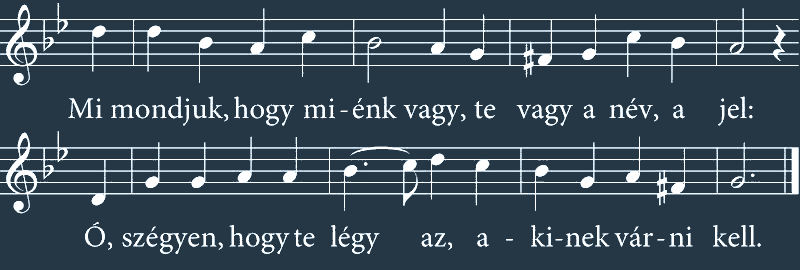 Mi mondjuk, hogy mi-énk vagy, te vagy a név, a jel:
Ó, szégyen, hogy te légy az, a - ki-nek vár-ni kell.